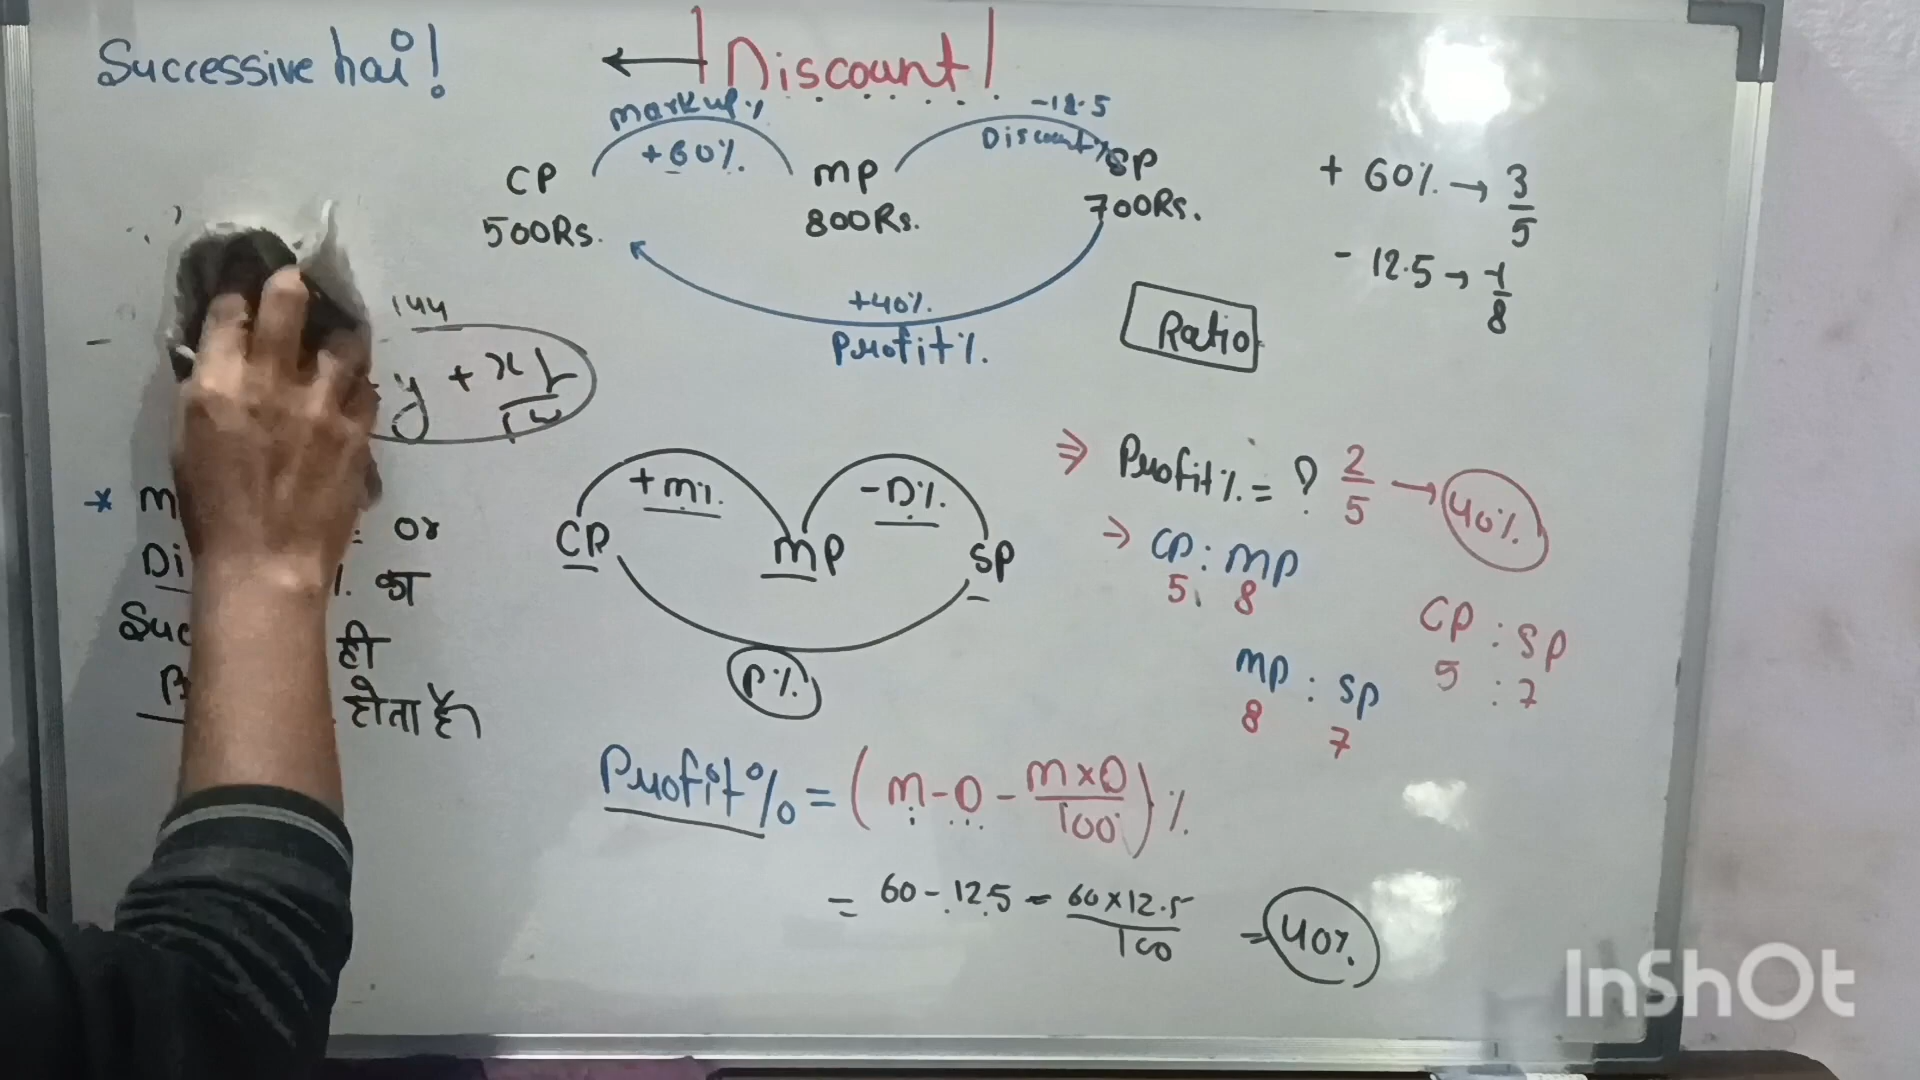 Successive hai!
← |Discount|
Markup%
+60%
-12.5
Discount%
CP
MP
SP
500Rs.
800Rs.
700Rs.
+40%
Profit%.
+ 60% → 3/5
- 12.5 → -1/8
Ratio
144
y + xy/100
* M or
Di %. का
Suc ही
होता है।
+M%.
-D%.
CP
MP
SP
P%
⇒ Profit% = ? 2/5 → 40%.
→ CP : MP
5 : 8
MP : SP
8 7
CP : SP
5 : 7
Profit% = (M-D - M×D/100)%
= 60 - 12.5 - 60×12.5/100 ⇒ 40%.
InShOt